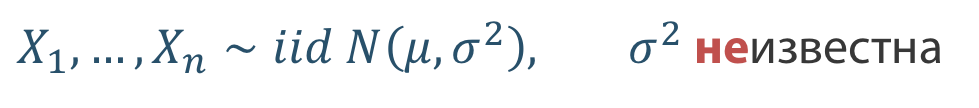 X₁, … , Xₙ ~ iid N(μ, σ²), σ² неизвестна